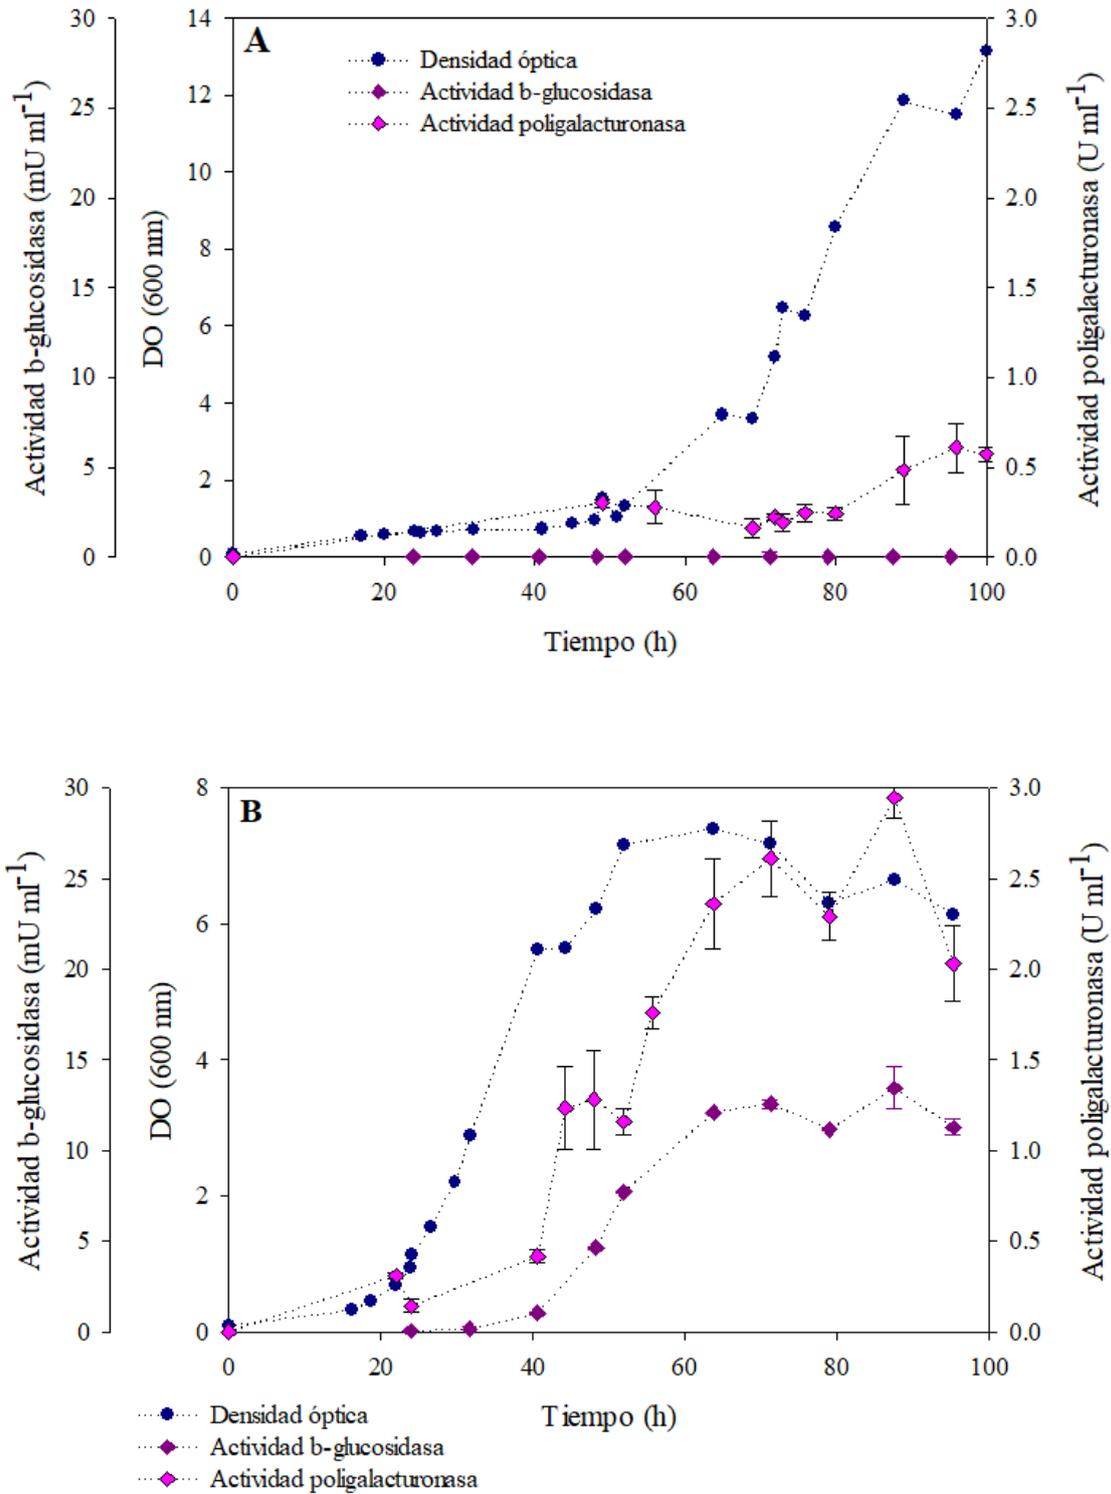 A
Densidad óptica
Actividad b-glucosidasa
Actividad poligalacturonasa
Actividad b-glucosidasa (mU ml-1)
30
25
20
15
10
5
0
DO (600 nm)
14
12
10
8
6
4
2
0
Actividad poligalacturonasa (U ml-1)
3.0
2.5
2.0
1.5
1.0
0.5
0.0
0 20 40 60 80 100
Tiempo (h)
B
Actividad b-glucosidasa (mU ml-1)
30
25
20
15
10
5
0
DO (600 nm)
8
6
4
2
0
Actividad poligalacturonasa (U ml-1)
3.0
2.5
2.0
1.5
1.0
0.5
0.0
0 20 40 60 80 100
Tiempo (h)
Densidad óptica
Actividad b-glucosidasa
Actividad poligalacturonasa